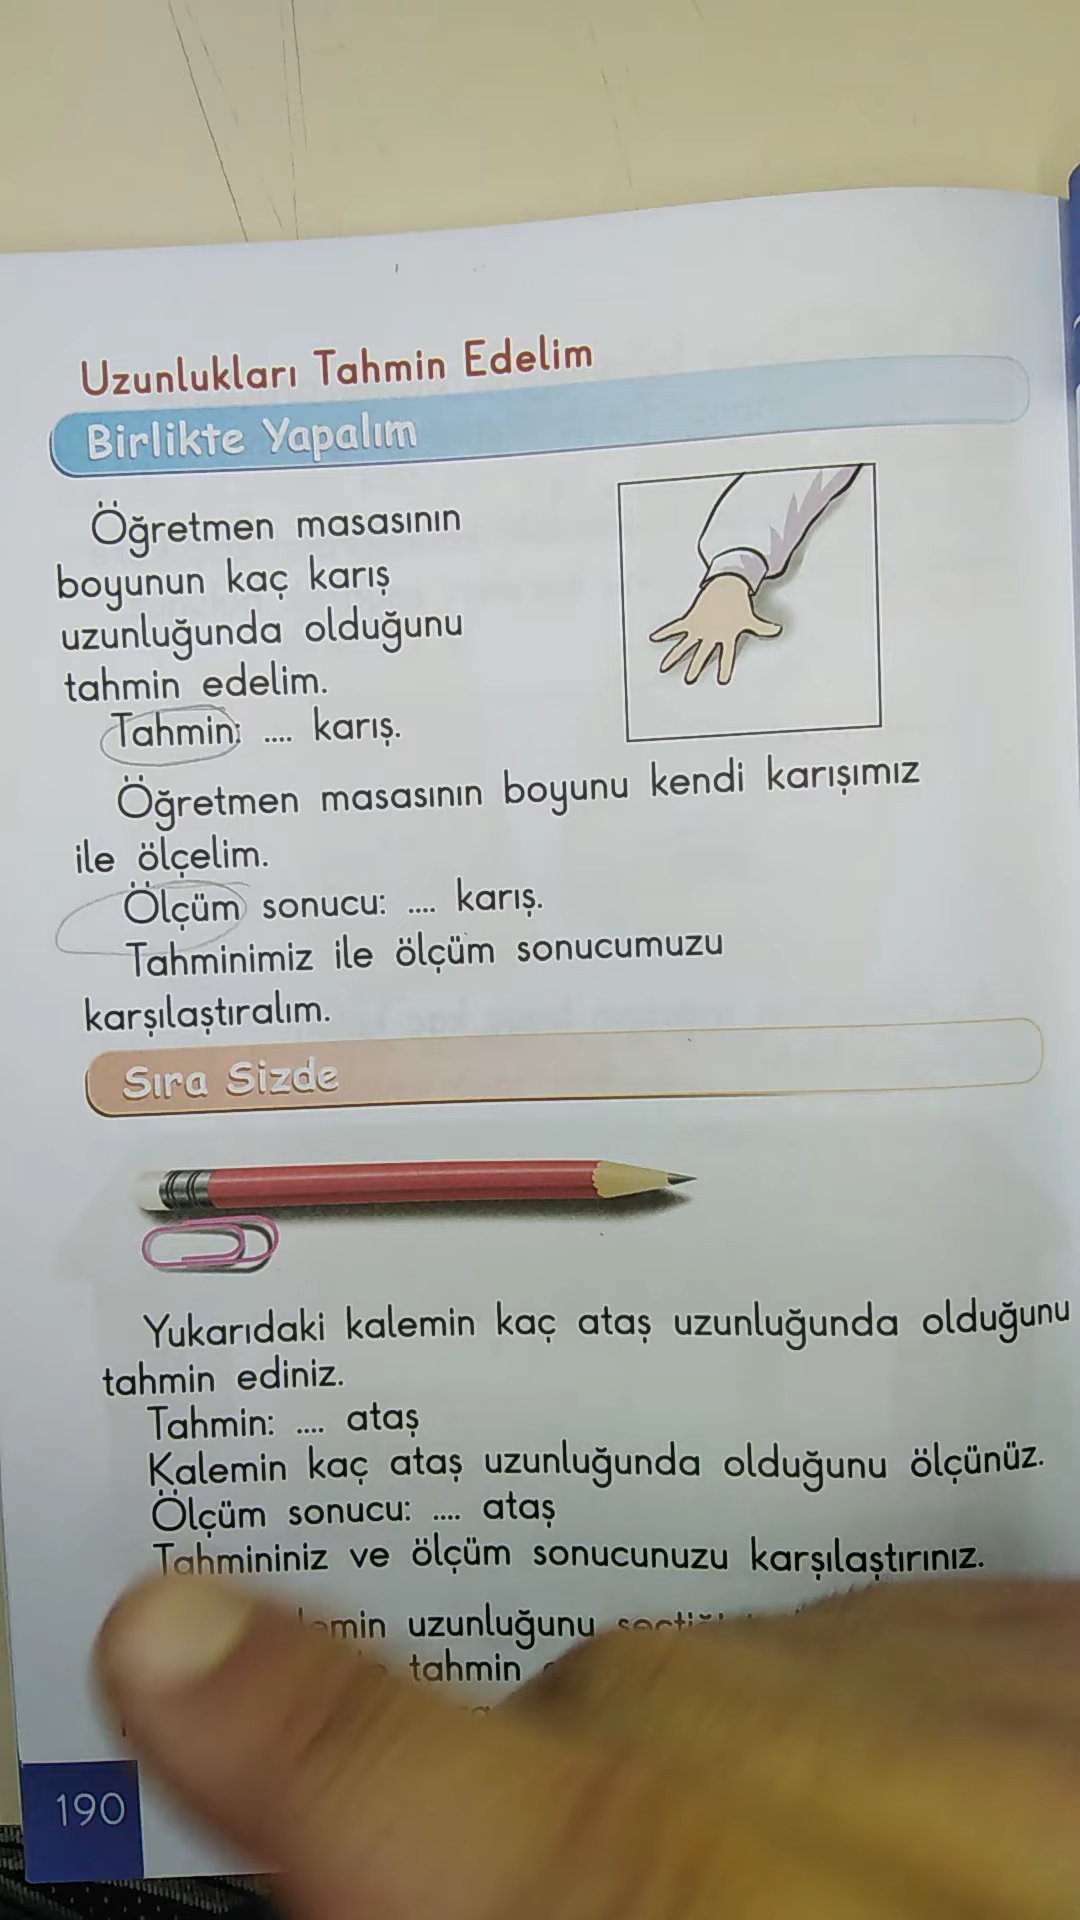 Uzunlukları Tahmin Edelim
Birlikte Yapalım
Öğretmen masasının
boyunun kaç karış
uzunluğunda olduğunu
tahmin edelim.
Tahmin: .... karış.
Öğretmen masasının boyunu kendi karışımız
ile ölçelim.
Ölçüm sonucu: .... karış.
Tahminimiz ile ölçüm sonucumuzu
karşılaştıralım.
Sıra Sizde
Yukarıdaki kalemin kaç ataş uzunluğunda olduğunu
tahmin ediniz.
Tahmin: .... ataş
Kalemin kaç ataş uzunluğunda olduğunu ölçünüz.
Ölçüm sonucu: .... ataş
Tahmininiz ve ölçüm sonucunuzu karşılaştırınız.
uzunluğunu
tahmin
190